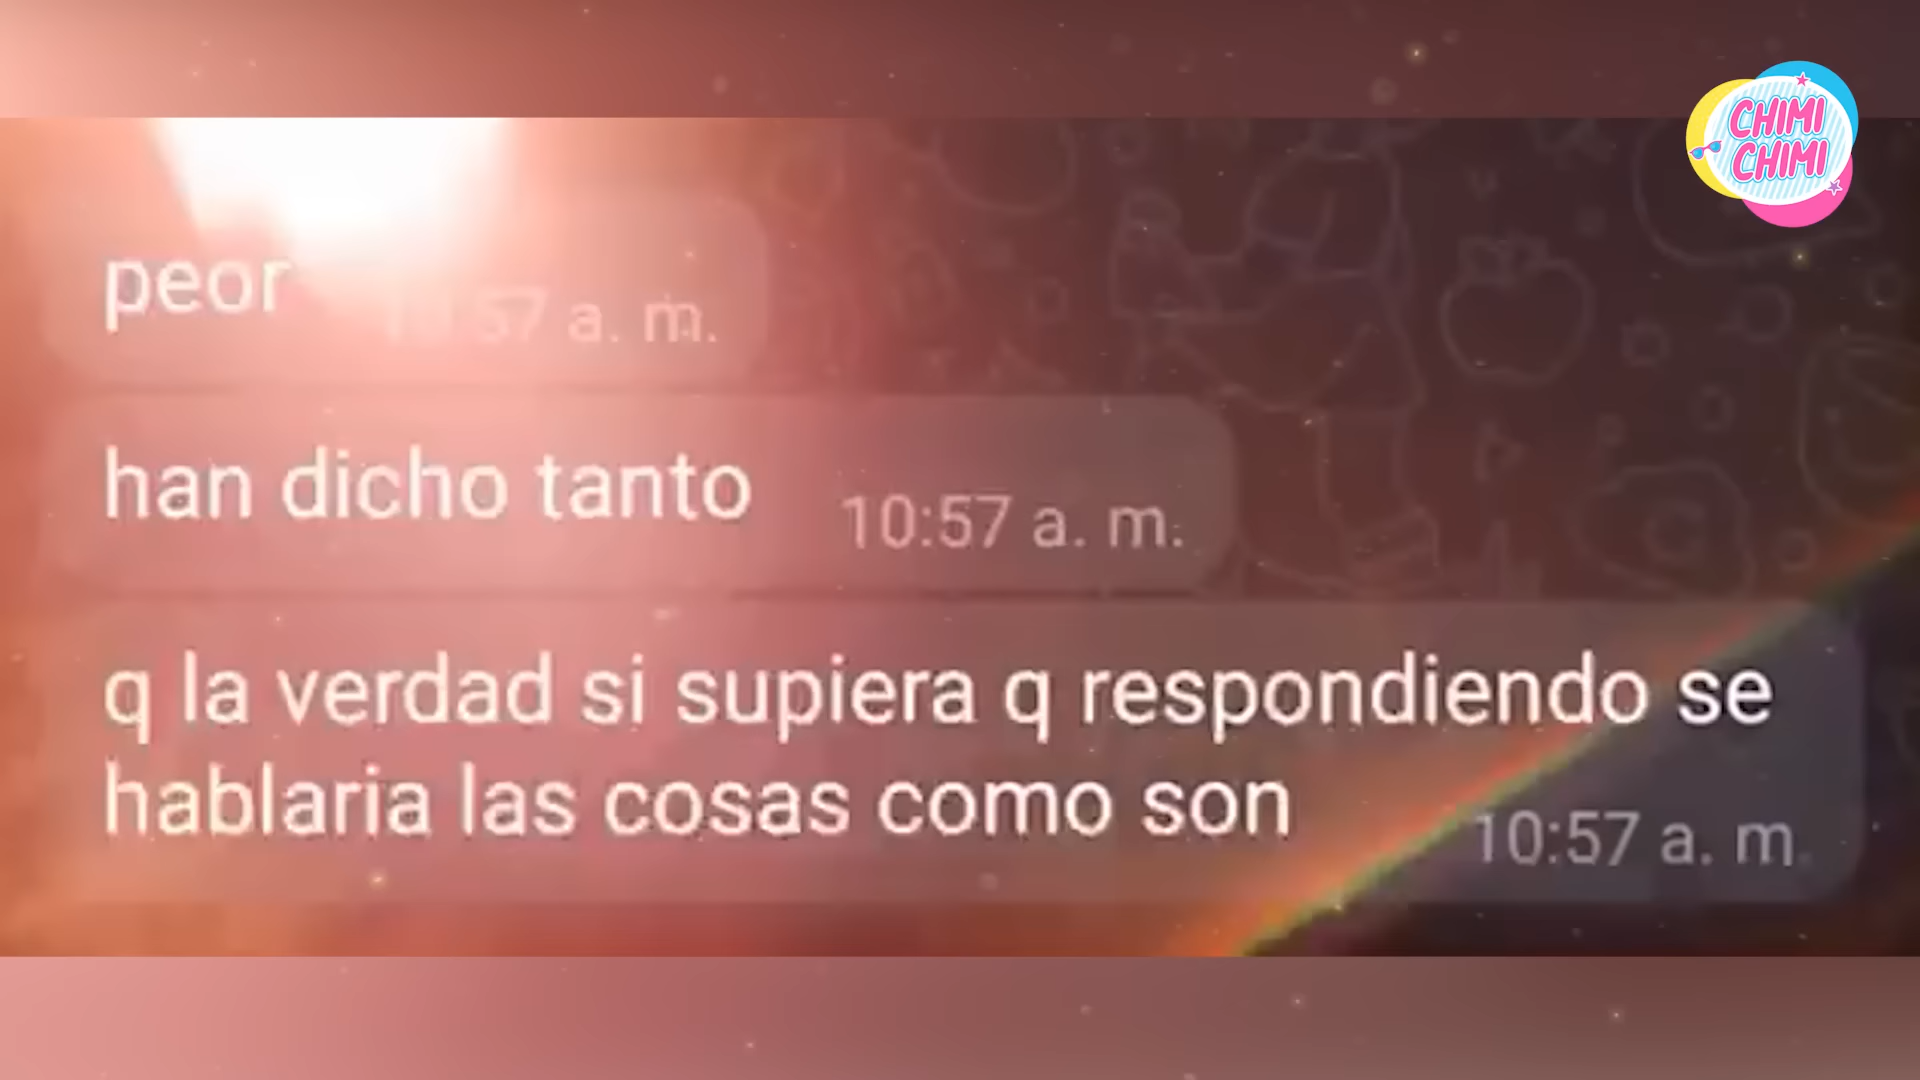 CHIMI
CHIMI
peor
57 a. m.
han dicho tanto
10:57 a. m.
q la verdad si supiera q respondiendo se
hablaria las cosas como son
10:57 a. m.